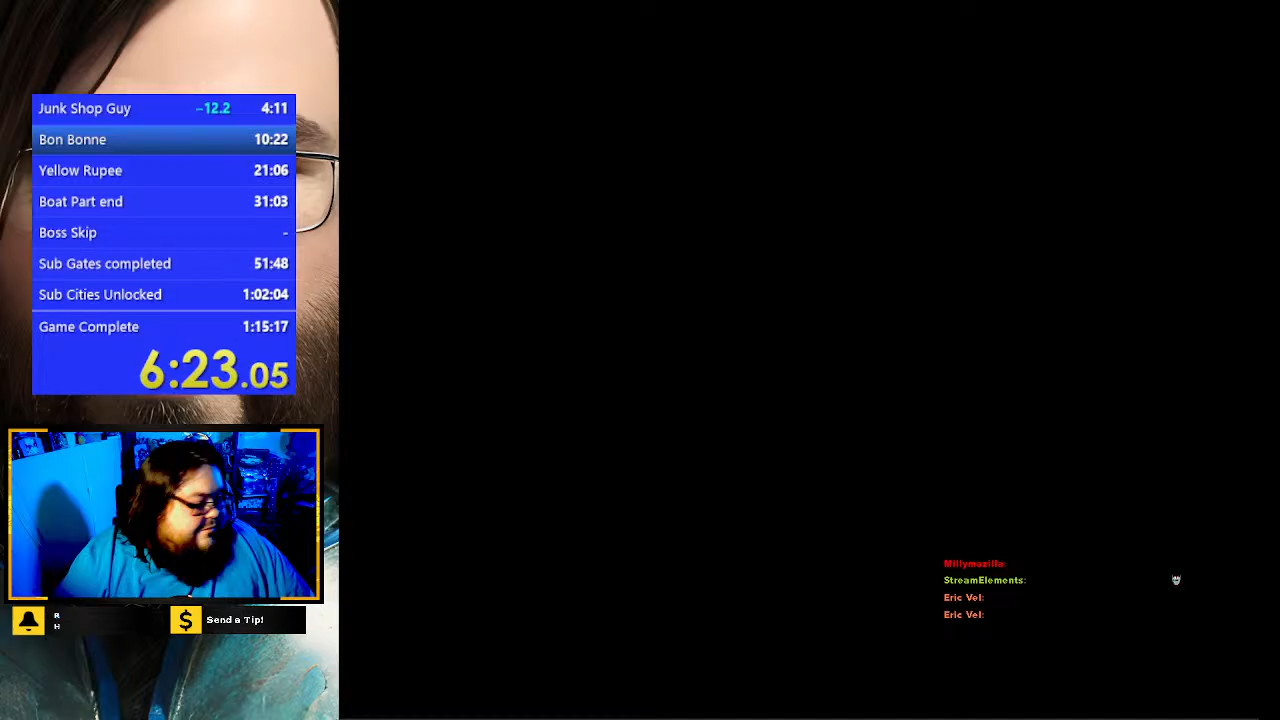 Junk Shop Guy −12.2 4:11
Bon Bonne 10:22
Yellow Rupee 21:06
Boat Part end 31:03
Boss Skip -
Sub Gates completed 51:48
Sub Cities Unlocked 1:02:04
Game Complete 1:15:17
6:23.05
Millymazilla:
StreamElements:
Eric Vel:
Eric Vel:
R
H
$ Send a Tip!